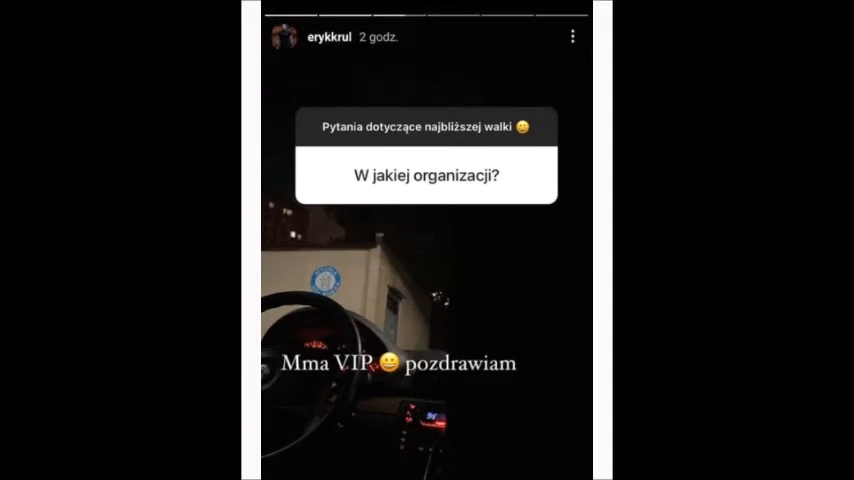 erykkrul 2 godz.
Pytania dotyczące najbliższej walki 😀
W jakiej organizacji?
Mma VIP 😀 pozdrawiam